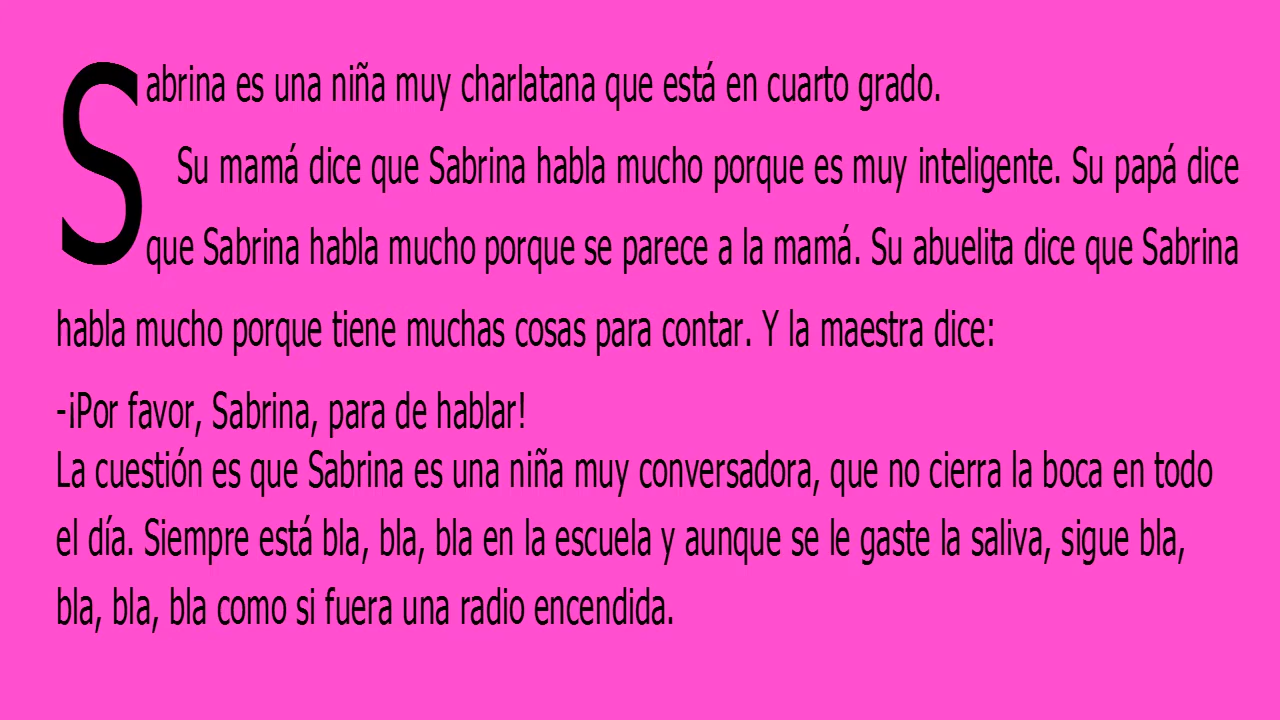 Sabrina es una niña muy charlatana que está en cuarto grado.
Su mamá dice que Sabrina habla mucho porque es muy inteligente. Su papá dice
que Sabrina habla mucho porque se parece a la mamá. Su abuelita dice que Sabrina
habla mucho porque tiene muchas cosas para contar. Y la maestra dice:
-¡Por favor, Sabrina, para de hablar!
La cuestión es que Sabrina es una niña muy conversadora, que no cierra la boca en todo
el día. Siempre está bla, bla, bla en la escuela y aunque se le gaste la saliva, sigue bla,
bla, bla, bla como si fuera una radio encendida.